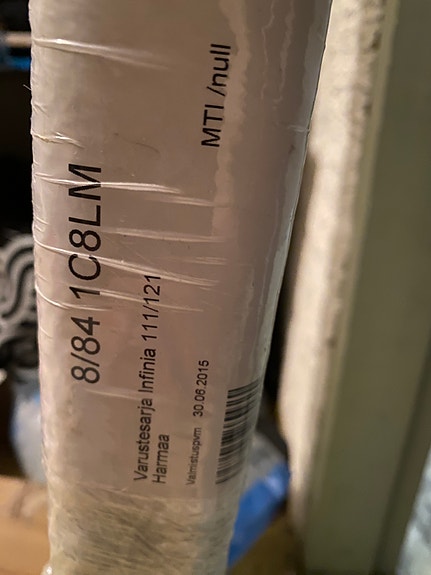 MTI /null
8/84 1C8LM
Varustesarja Infinia 111/121
Harmaa
Valmistuspvm 30.06.2015